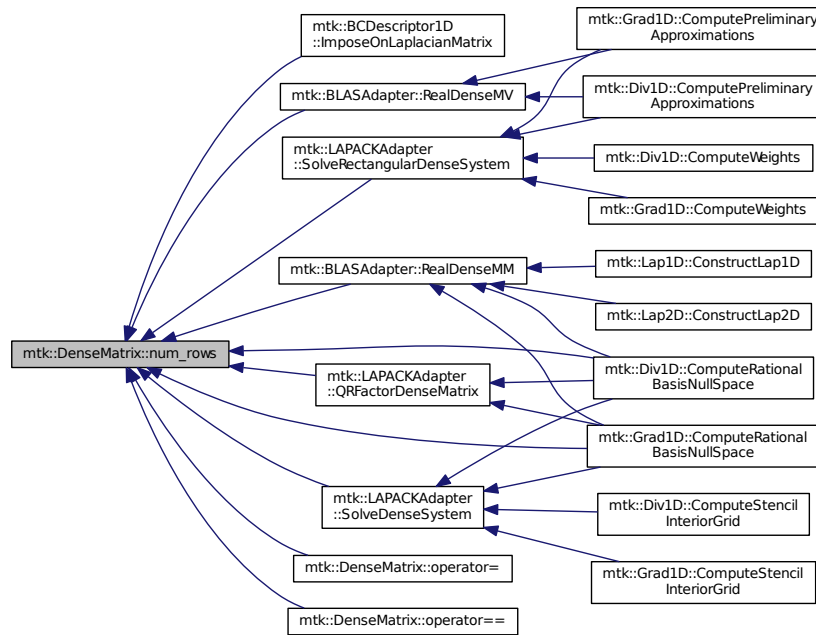 mtk::DenseMatrix::num_rows
mtk::BCDescriptor1D
::ImposeOnLaplacianMatrix
mtk::BLASAdapter::RealDenseMV
mtk::LAPACKAdapter
::SolveRectangularDenseSystem
mtk::BLASAdapter::RealDenseMM
mtk::LAPACKAdapter
::QRFactorDenseMatrix
mtk::LAPACKAdapter
::SolveDenseSystem
mtk::DenseMatrix::operator=
mtk::DenseMatrix::operator==
mtk::Grad1D::ComputePreliminary
Approximations
mtk::Div1D::ComputePreliminary
Approximations
mtk::Div1D::ComputeWeights
mtk::Grad1D::ComputeWeights
mtk::Lap1D::ConstructLap1D
mtk::Lap2D::ConstructLap2D
mtk::Div1D::ComputeRational
BasisNullSpace
mtk::Grad1D::ComputeRational
BasisNullSpace
mtk::Div1D::ComputeStencil
InteriorGrid
mtk::Grad1D::ComputeStencil
InteriorGrid